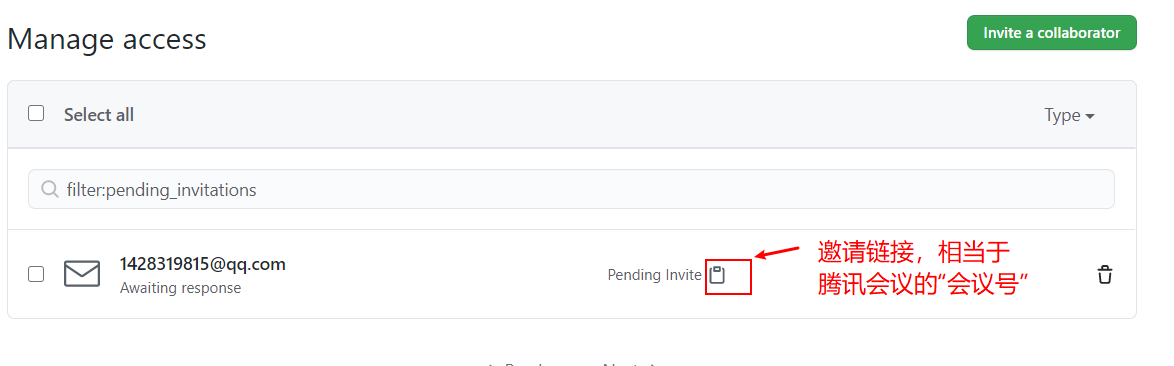 Manage access
Invite a collaborator
Select all
Type
filter:pending_invitations
1428319815@qq.com
Awaiting response
Pending Invite
邀请链接，相当于
腾讯会议的“会议号”